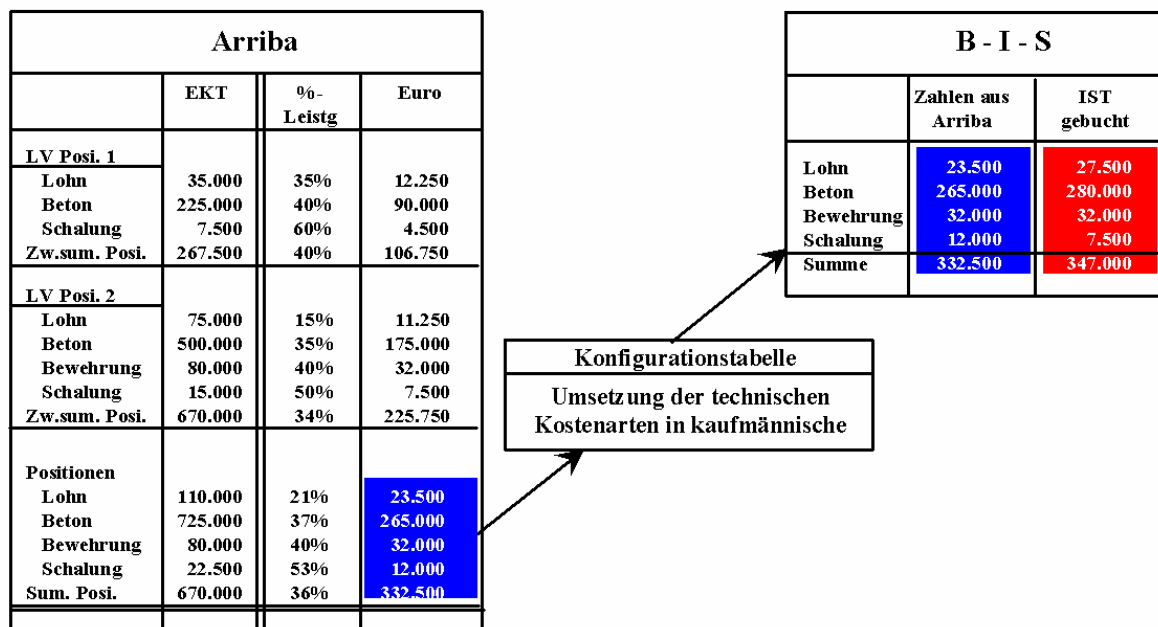 Arriba
EKT %- Euro
Leistg
LV Posi. 1
Lohn 35.000 35% 12.250
Beton 225.000 40% 90.000
Schalung 7.500 60% 4.500
Zw.sum. Posi. 267.500 40% 106.750
LV Posi. 2
Lohn 75.000 15% 11.250
Beton 500.000 35% 175.000
Bewehrung 80.000 40% 32.000
Schalung 15.000 50% 7.500
Zw.sum. Posi. 670.000 34% 225.750
Positionen
Lohn 110.000 21% 23.500
Beton 725.000 37% 265.000
Bewehrung 80.000 40% 32.000
Schalung 22.500 53% 12.000
Sum. Posi. 670.000 36% 332.500
Konfigurationstabelle
Umsetzung der technischen
Kostenarten in kaufmännische
B - I - S
Zahlen aus IST
Arriba gebucht
Lohn 23.500 27.500
Beton 265.000 280.000
Bewehrung 32.000 32.000
Schalung 12.000 7.500
Summe 332.500 347.000